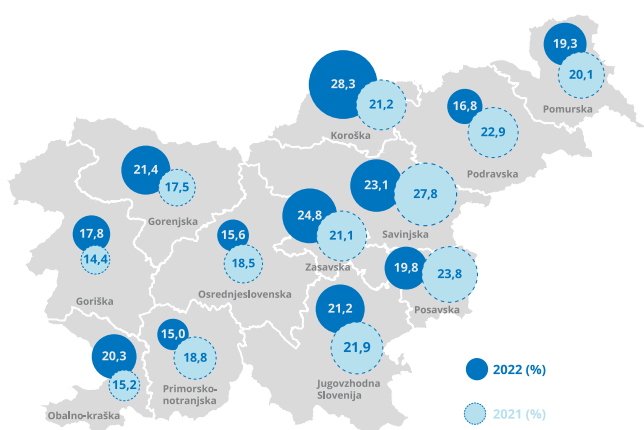 19,3
20,1
Pomurska
28,3
21,2
Koroška
16,8
22,9
Podravska
21,4
17,5
Gorenjska
23,1
27,8
Savinjska
24,8
21,1
Zasavska
17,8
14,4
Goriška
15,6
18,5
Osrednjeslovenska
19,8
23,8
Posavska
21,2
21,9
Jugovzhodna
Slovenija
15,0
18,8
Primorsko-
notranjska
20,3
15,2
Obalno-kraška
2022 (%)
2021 (%)